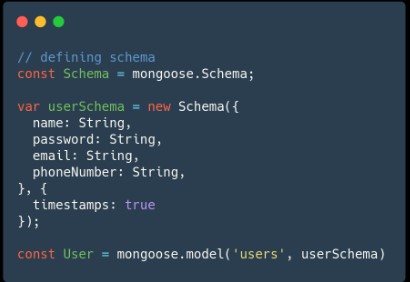 // defining schema
const Schema = mongoose.Schema;
var userSchema = new Schema({
name: String,
password: String,
email: String,
phoneNumber: String,
}, {
timestamps: true
});
const User = mongoose.model('users', userSchema)